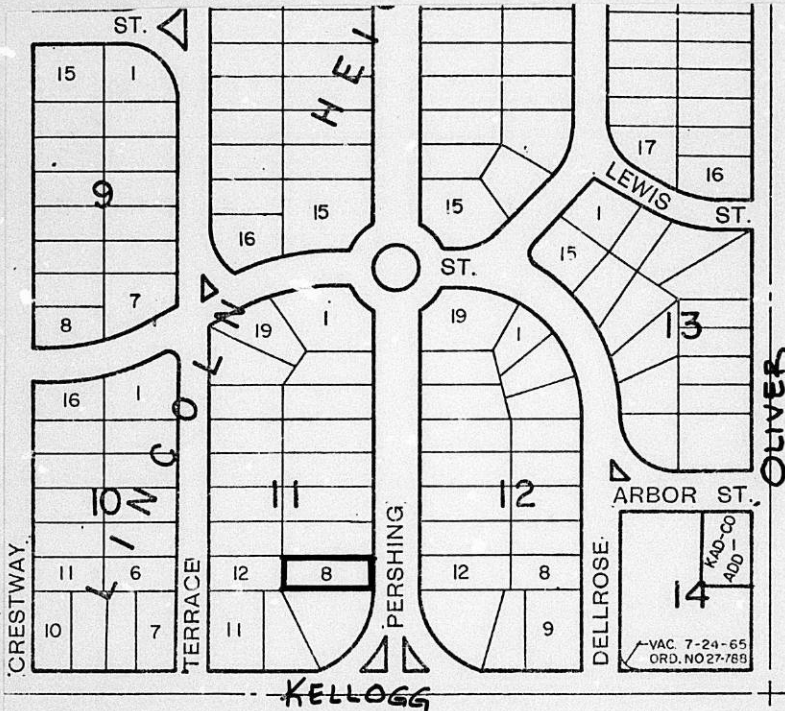 ST.
15 1
9
7
8
16
15
HEI
15
17
16
LEWIS
ST.
1
15
13
ST.
19 1
19 1
16 1
LINCOLN
10
11
12
11 6
12 8
12 8
10 7
11
9
CRESTWAY
TERRACE
PERSHING
DELLROSE
ARBOR ST.
KAD-CO
ADD-
14
VAC. 7-24-65
ORD. NO 27-788
OLIVER
KELLOGG